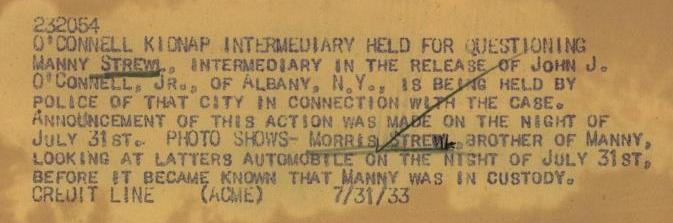 232054
O'CONNELL KIDNAP INTERMEDIARY HELD FOR QUESTIONING
MANNY STREWL, INTERMEDIARY IN THE RELEASE OF JOHN J.
O'CONNELL, JR., OF ALBANY, N.Y., IS BEING HELD BY
POLICE OF THAT CITY IN CONNECTION WITH THE CASE.
ANNOUNCEMENT OF THIS ACTION WAS MADE ON THE NIGHT OF
JULY 31ST. PHOTO SHOWS- MORRIS STREWL, BROTHER OF MANNY,
LOOKING AT LATTERS AUTOMOBILE ON THE NIGHT OF JULY 31ST,
BEFORE IT BECAME KNOWN THAT MANNY WAS IN CUSTODY.
CREDIT LINE (ACME) 7/31/33